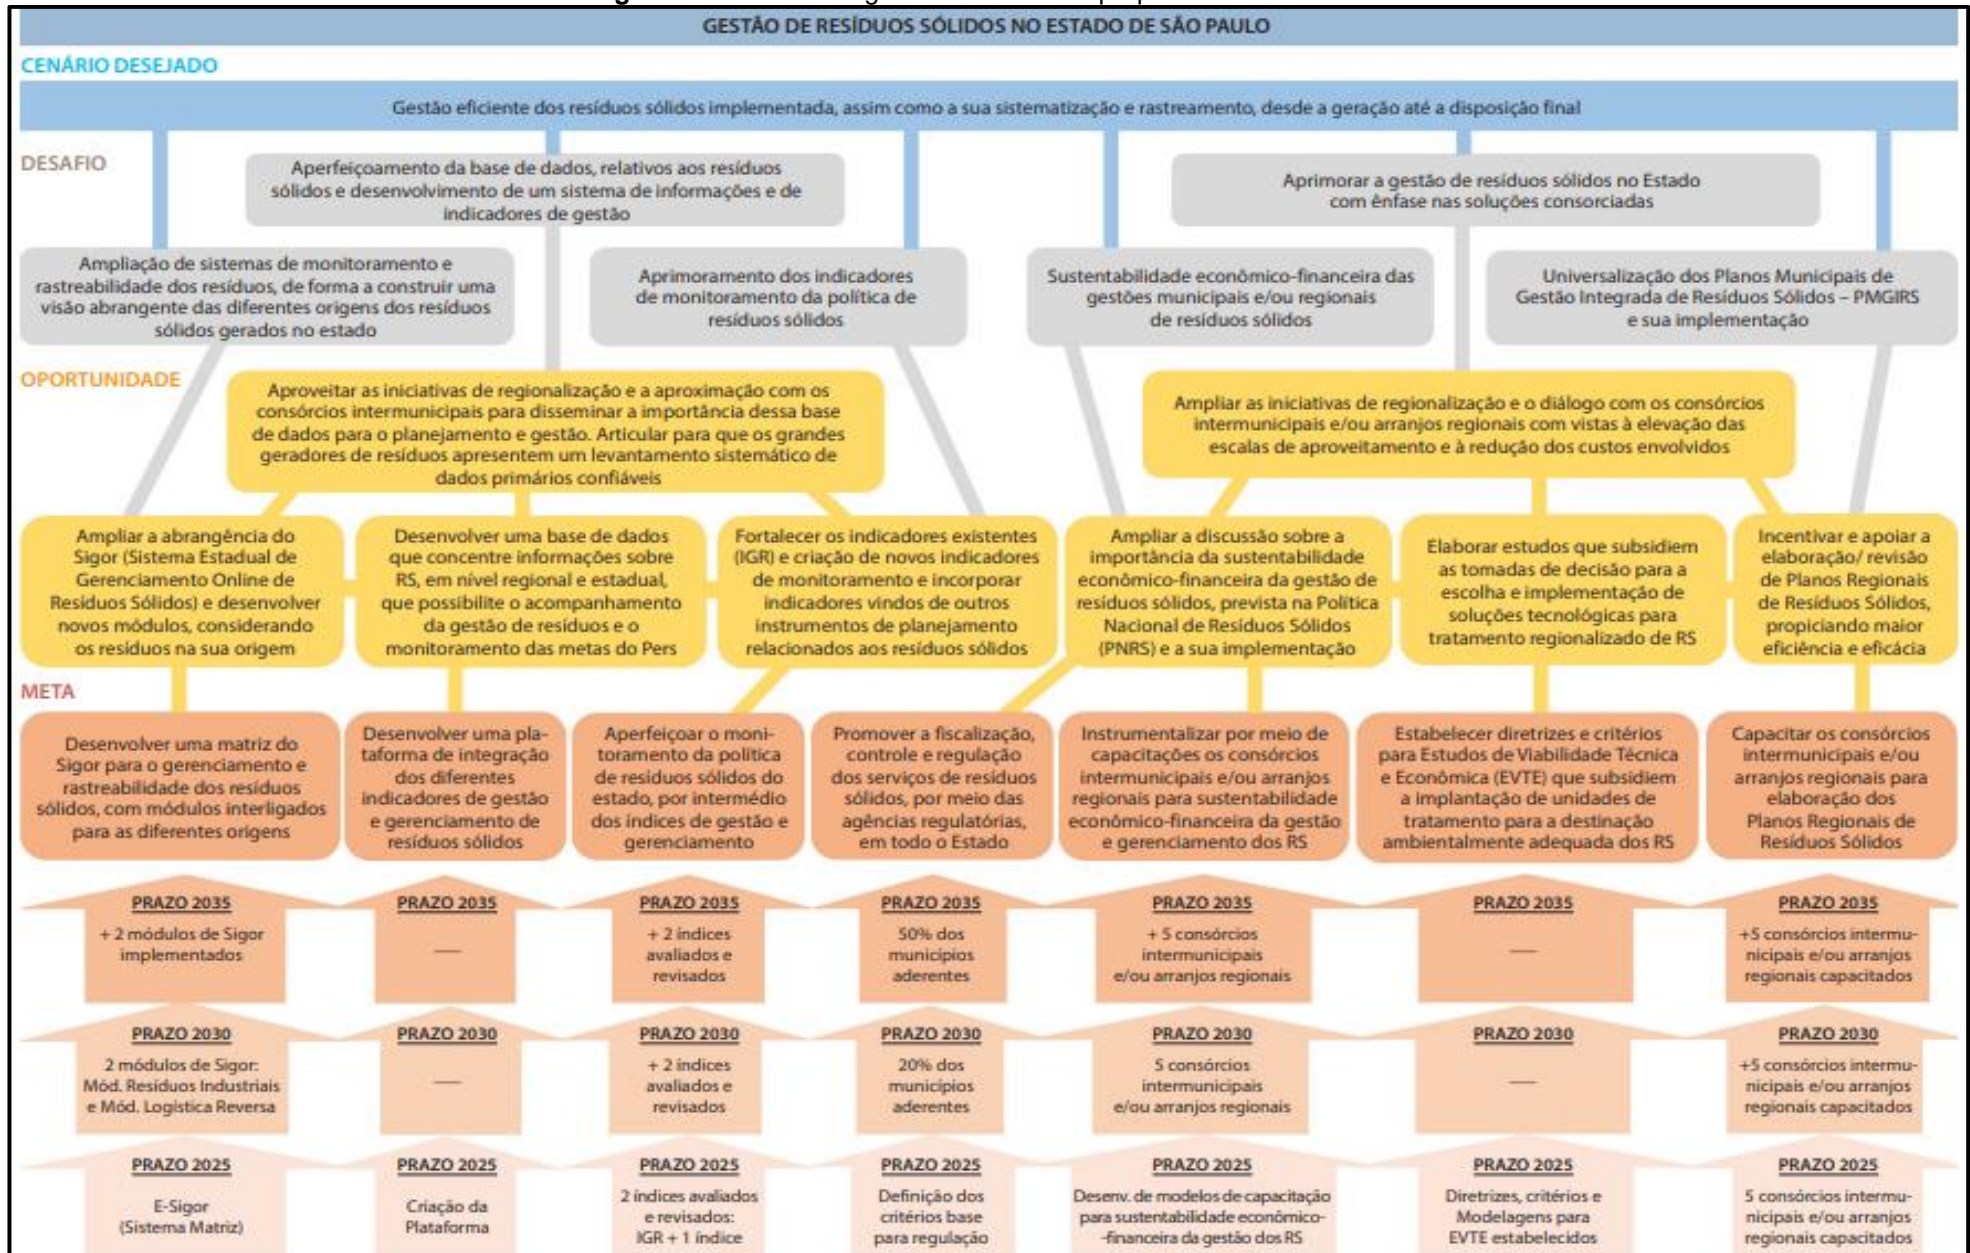 GESTÃO DE RESÍDUOS SÓLIDOS NO ESTADO DE SÃO PAULO
CENÁRIO DESEJADO
Gestão eficiente dos resíduos sólidos implementada, assim como a sua sistematização e rastreamento, desde a geração até a disposição final
DESAFIO
Aperfeiçoamento da base de dados, relativos aos resíduos
sólidos e desenvolvimento de um sistema de informações e de
indicadores de gestão
Aprimorar a gestão de resíduos sólidos no Estado
com ênfase nas soluções consorciadas
Ampliação de sistemas de monitoramento e
rastreabilidade dos resíduos, de forma a construir uma
visão abrangente das diferentes origens dos resíduos
sólidos gerados no estado
Aprimoramento dos indicadores
de monitoramento da política de
resíduos sólidos
Sustentabilidade econômico-financeira das
gestões municipais e/ou regionais
de resíduos sólidos
Universalização dos Planos Municipais de
Gestão Integrada de Resíduos Sólidos – PMGIRS
e sua implementação
OPORTUNIDADE
Aproveitar as iniciativas de regionalização e a aproximação com os
consórcios intermunicipais para disseminar a importância dessa base
de dados para o planejamento e gestão. Articular para que os grandes
geradores de resíduos apresentem um levantamento sistemático de
dados primários confiáveis
Ampliar as iniciativas de regionalização e o diálogo com os consórcios
intermunicipais e/ou arranjos regionais com vistas à elevação das
escalas de aproveitamento e à redução dos custos envolvidos
Ampliar a abrangência do
Sigor (Sistema Estadual de
Gerenciamento Online de
Resíduos Sólidos) e desenvolver
novos módulos, considerando
os resíduos na sua origem
Desenvolver uma base de dados
que concentre informações sobre
RS, em nível regional e estadual,
que possibilite o acompanhamento
da gestão de resíduos e o
monitoramento das metas do Pers
Fortalecer os indicadores existentes
(IGR) e criação de novos indicadores
de monitoramento e incorporar
indicadores vindos de outros
instrumentos de planejamento
relacionados aos resíduos sólidos
Ampliar a discussão sobre a
importância da sustentabilidade
econômico-financeira da gestão de
resíduos sólidos, prevista na Política
Nacional de Resíduos Sólidos
(PNRS) e a sua implementação
Elaborar estudos que subsidiem
as tomadas de decisão para a
escolha e implementação de
soluções tecnológicas para
tratamento regionalizado de RS
Incentivar e apoiar a
elaboração/ revisão
de Planos Regionais
de Resíduos Sólidos,
propiciando maior
eficiência e eficácia
META
Desenvolver uma matriz do
Sigor para o gerenciamento e
rastreabilidade dos resíduos
sólidos, com módulos interligados
para as diferentes origens
Desenvolver uma pla-
taforma de integração
dos diferentes
indicadores de gestão
e gerenciamento de
resíduos sólidos
Aperfeiçoar o moni-
toramento da política
de resíduos sólidos do
estado, por intermédio
dos índices de gestão e
gerenciamento
Promover a fiscalização,
controle e regulação
dos serviços de resíduos
sólidos, por meio das
agências regulatórias,
em todo o Estado
Instrumentalizar por meio de
capacitações os consórcios
intermunicipais e/ou arranjos
regionais para sustentabilidade
econômico-financeira da gestão
e gerenciamento dos RS
Estabelecer diretrizes e critérios
para Estudos de Viabilidade Técnica
e Econômica (EVTE) que subsidiem
a implantação de unidades de
tratamento para a destinação
ambientalmente adequada dos RS
Capacitar os consórcios
intermunicipais e/ou
arranjos regionais para
elaboração dos
Planos Regionais de
Resíduos Sólidos
PRAZO 2035
+ 2 módulos de Sigor
implementados
PRAZO 2035
—
PRAZO 2035
+ 2 índices
avaliados e
revisados
PRAZO 2035
50% dos
municípios
aderentes
PRAZO 2035
+ 5 consórcios
intermunicipais
e/ou arranjos regionais
PRAZO 2035
—
PRAZO 2035
+5 consórcios intermu-
nicipais e/ou arranjos
regionais capacitados
PRAZO 2030
2 módulos de Sigor:
Mód. Resíduos Industriais
e Mód. Logística Reversa
PRAZO 2030
—
PRAZO 2030
+ 2 índices
avaliados e
revisados
PRAZO 2030
20% dos
municípios
aderentes
PRAZO 2030
5 consórcios
intermunicipais
e/ou arranjos regionais
PRAZO 2030
—
PRAZO 2030
+5 consórcios intermu-
nicipais e/ou arranjos
regionais capacitados
PRAZO 2025
E-Sigor
(Sistema Matriz)
PRAZO 2025
Criação da
Plataforma
PRAZO 2025
2 índices avaliados
e revisados:
IGR + 1 índice
PRAZO 2025
Definição dos
critérios base
para regulação
PRAZO 2025
Desenv. de modelos de capacitação
para sustentabilidade econômico-
-financeira da gestão dos RS
PRAZO 2025
Diretrizes, critérios e
Modelagens para
EVTE estabelecidos
PRAZO 2025
5 consórcios intermu-
nicipais e/ou arranjos
regionais capacitados